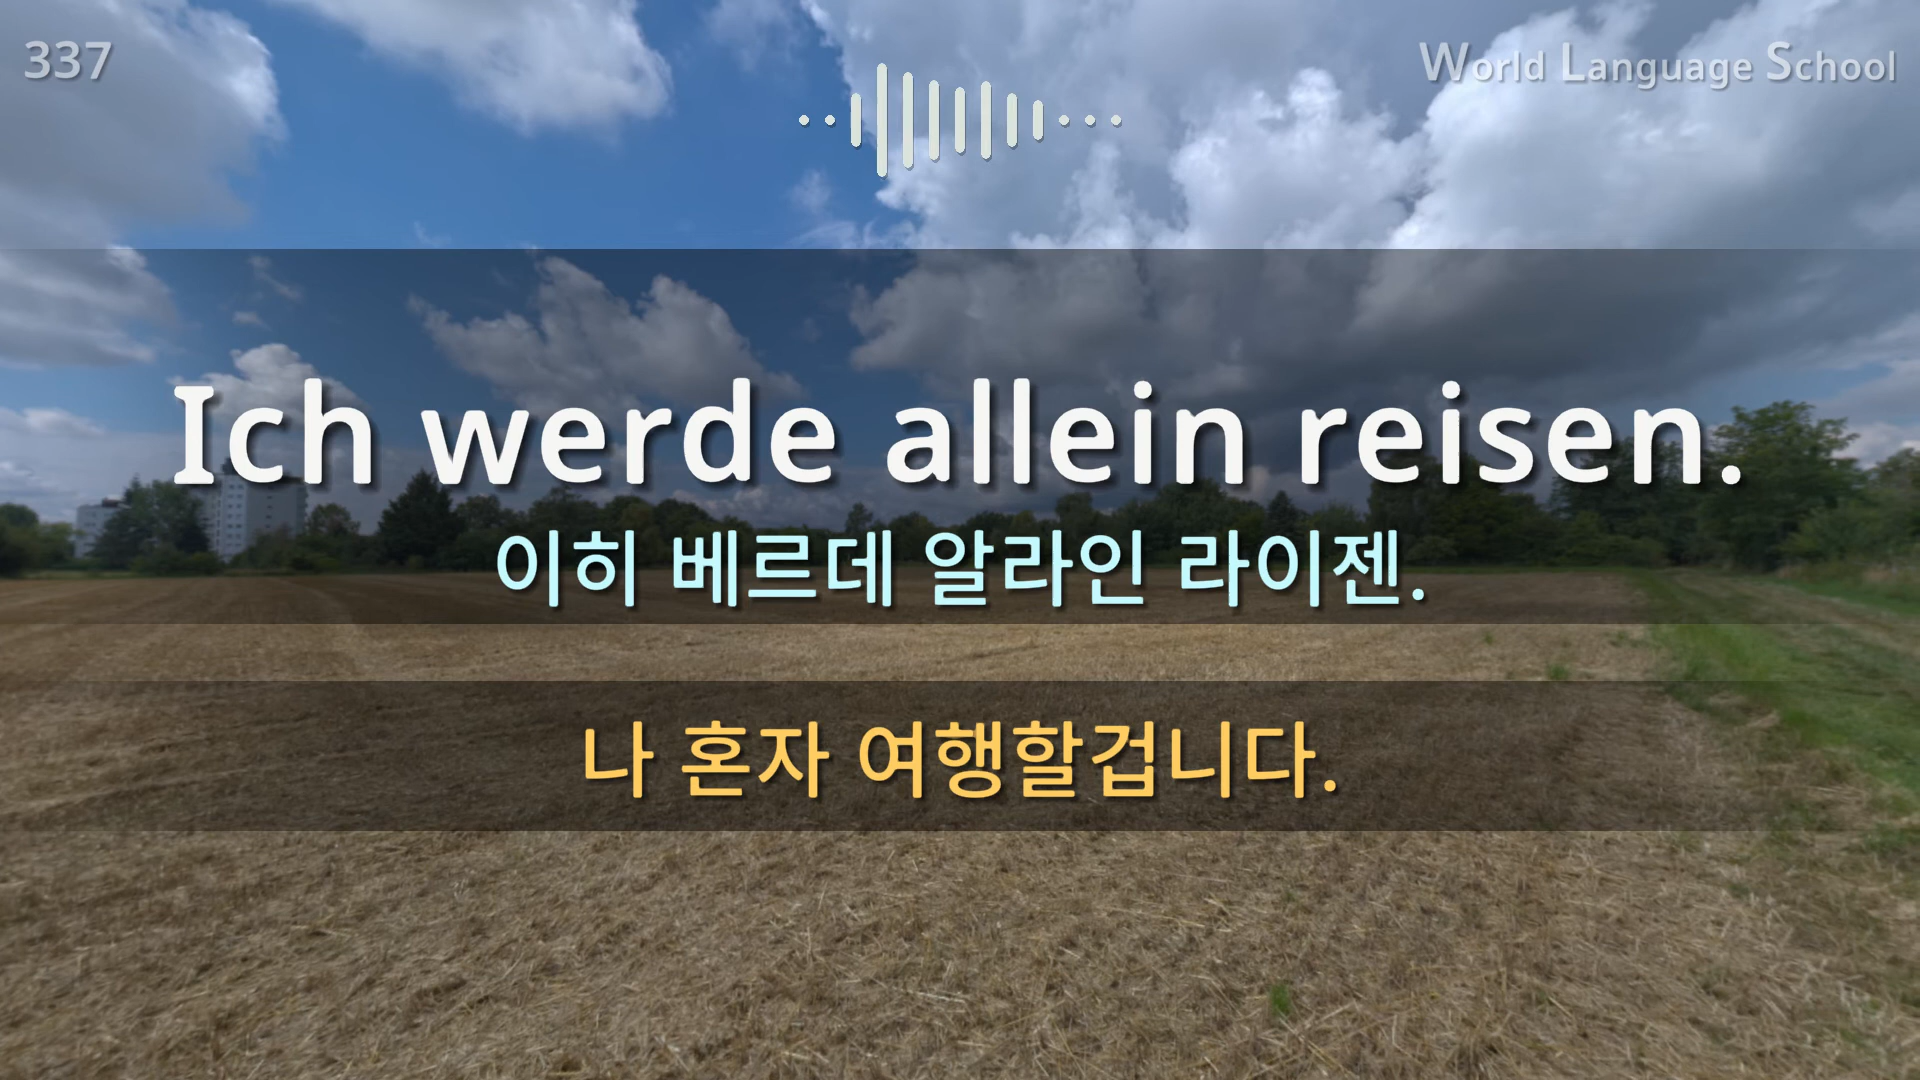 337
World Language School
Ich werde allein reisen.
이히 베르데 알라인 라이젠.
나 혼자 여행할겁니다.